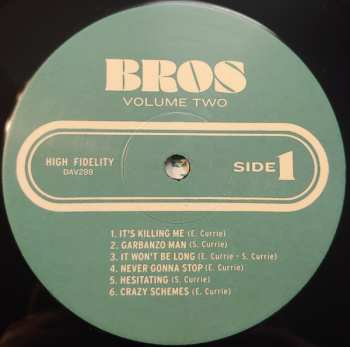 BROS
VOLUME TWO
HIGH FIDELITY
DAV298
SIDE 1
1. IT'S KILLING ME (E. Currie)
2. GARBANZO MAN (S. Currie)
3. IT WON'T BE LONG (E. Currie - S. Currie)
4. NEVER GONNA STOP (E. Currie)
5. HESITATING (S. Currie)
6. CRAZY SCHEMES (E. Currie)